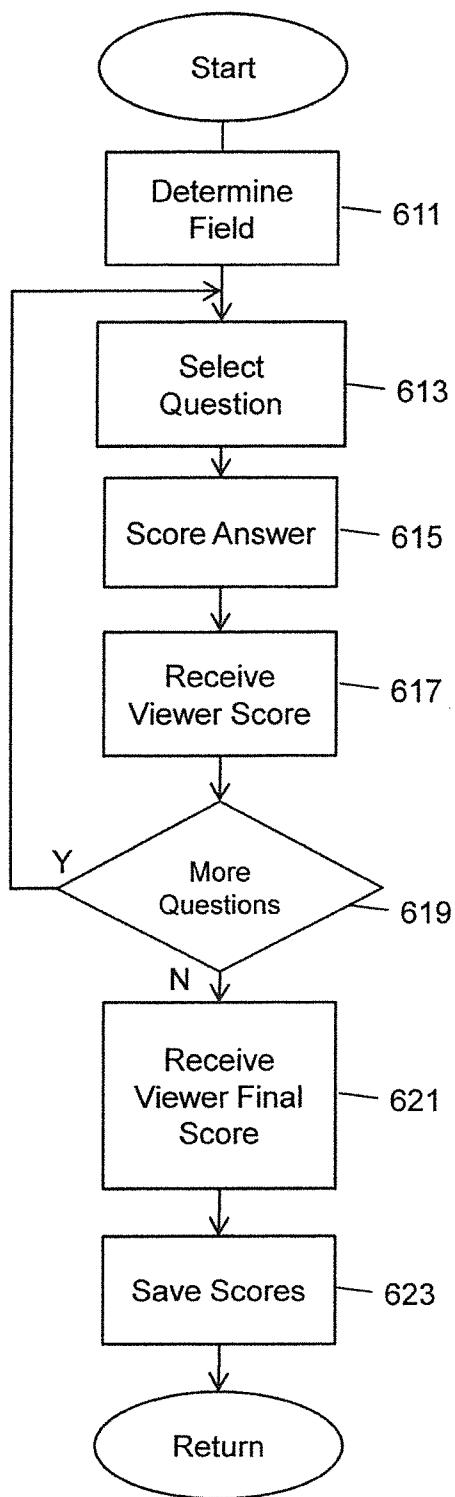 Start
Determine
Field
611
Select
Question
613
Score Answer
615
Receive
Viewer Score
617
Y
More
Questions
619
N
Receive
Viewer Final
Score
621
Save Scores
623
Return